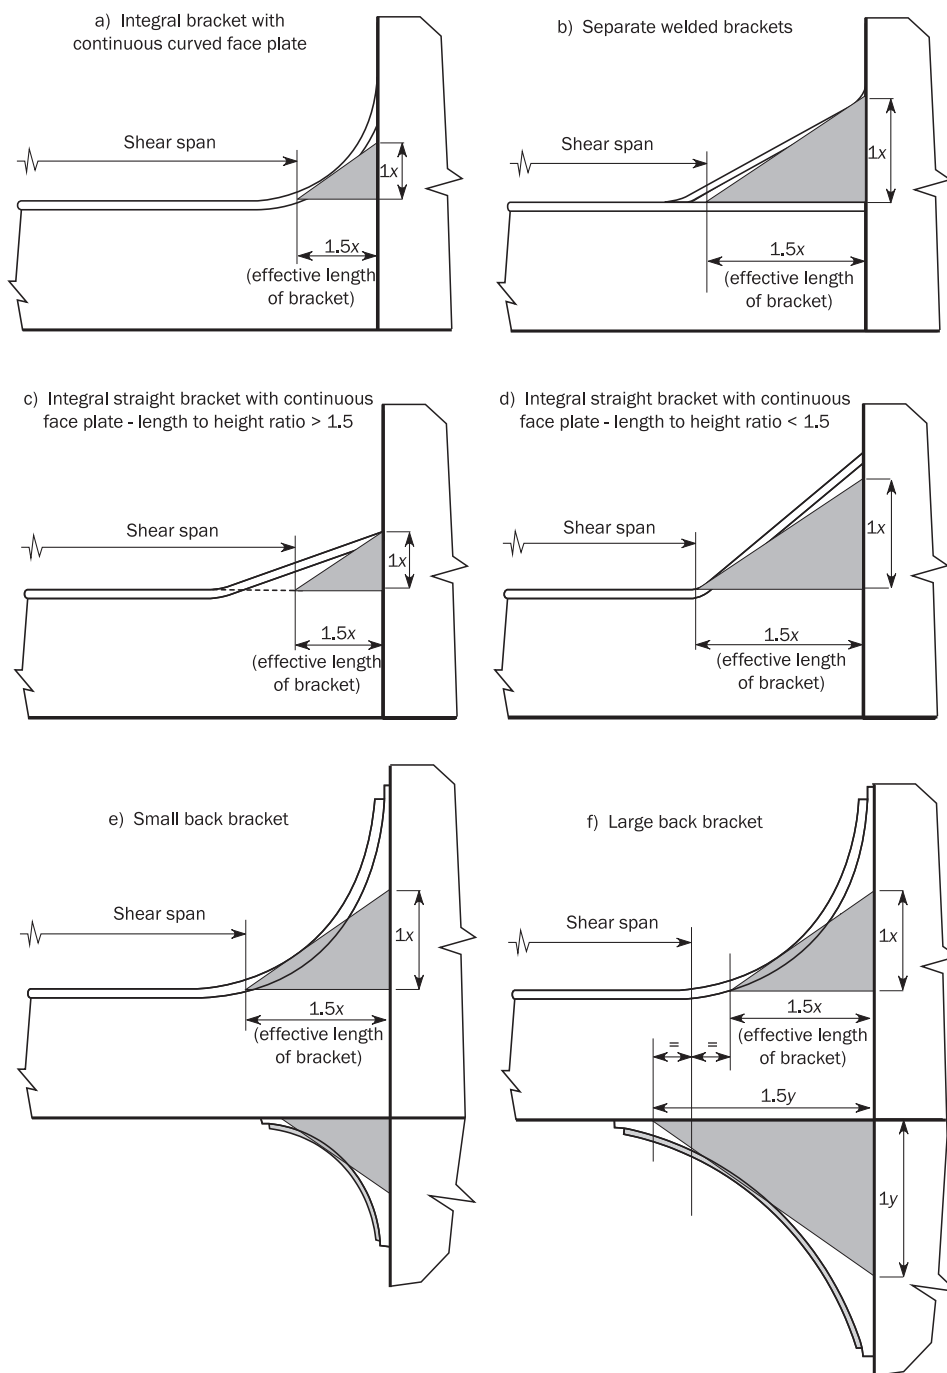 a) Integral bracket with
continuous curved face plate
Shear span
1x
1.5x
(effective length
of bracket)
b) Separate welded brackets
Shear span
1x
1.5x
(effective length
of bracket)
c) Integral straight bracket with continuous
face plate - length to height ratio > 1.5
Shear span
1x
1.5x
(effective length
of bracket)
d) Integral straight bracket with continuous
face plate - length to height ratio < 1.5
Shear span
1x
1.5x
(effective length
of bracket)
e) Small back bracket
Shear span
1x
1.5x
(effective length
of bracket)
f) Large back bracket
Shear span
1x
1.5x
(effective length
of bracket)
= =
1.5y
1y